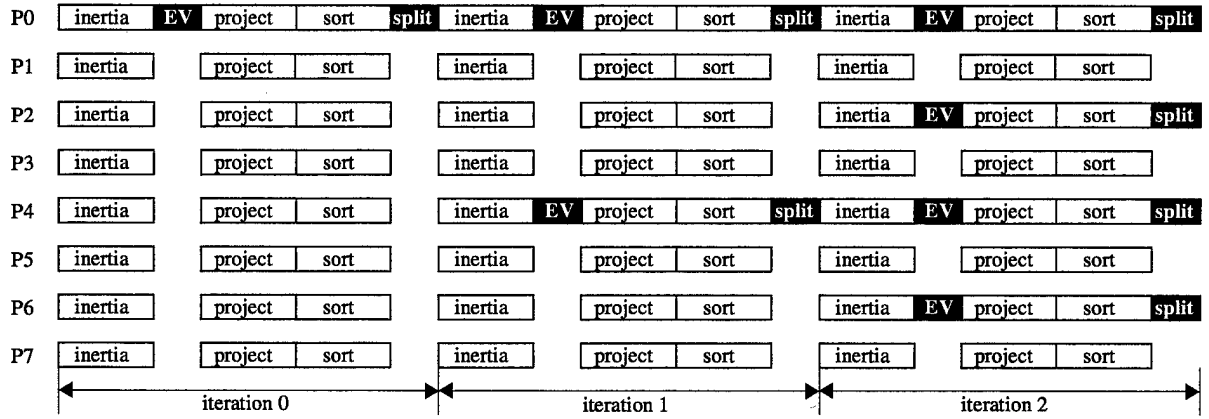 P0 inertia EV project sort split inertia EV project sort split inertia EV project sort split
P1 inertia project sort inertia project sort inertia project sort
P2 inertia project sort inertia project sort inertia EV project sort split
P3 inertia project sort inertia project sort inertia project sort
P4 inertia project sort inertia EV project sort split inertia EV project sort split
P5 inertia project sort inertia project sort inertia project sort
P6 inertia project sort inertia project sort inertia EV project sort split
P7 inertia project sort inertia project sort inertia project sort
iteration 0 iteration 1 iteration 2